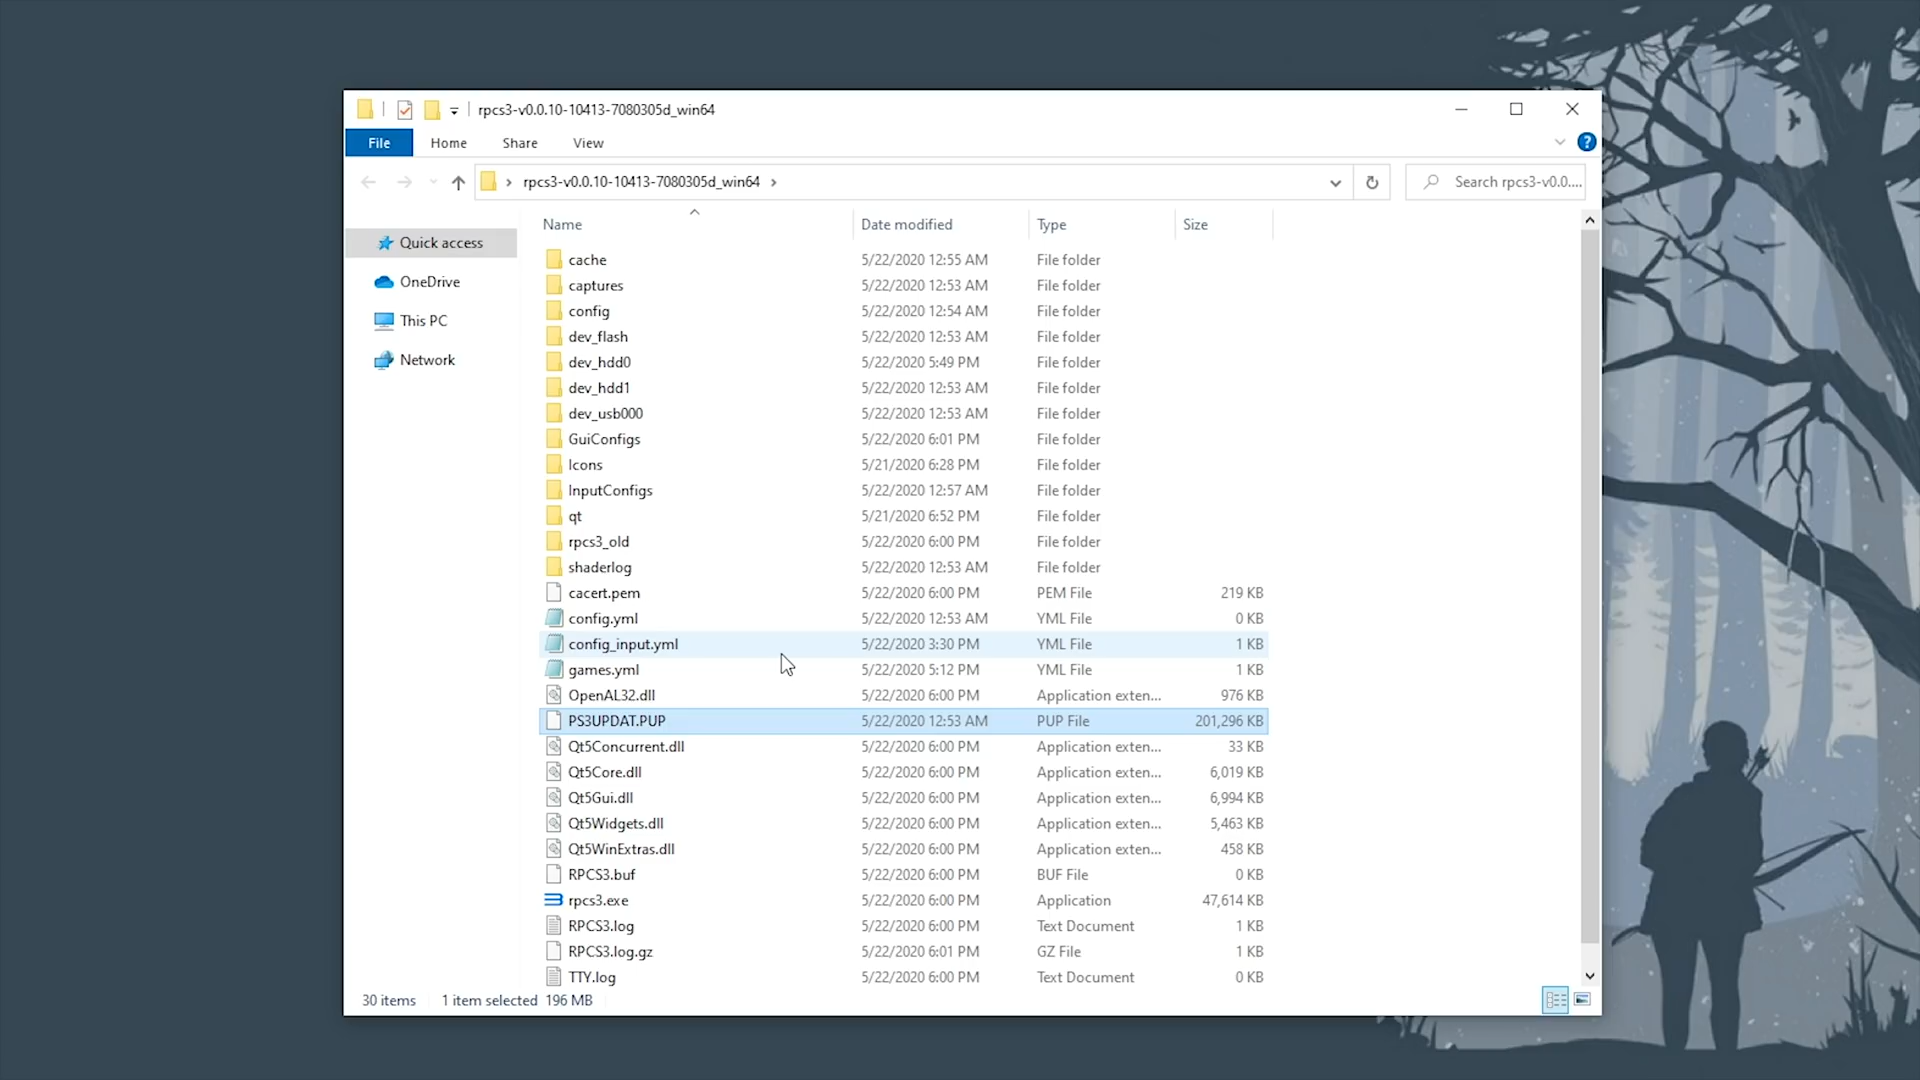 rpcs3-v0.0.10-10413-7080305d_win64
File Home Share View
rpcs3-v0.0.10-10413-7080305d_win64
Search rpcs3-v0.0....
Quick access
OneDrive
This PC
Network
Name Date modified Type Size
cache 5/22/2020 12:55 AM File folder
captures 5/22/2020 12:53 AM File folder
config 5/22/2020 12:54 AM File folder
dev_flash 5/22/2020 12:53 AM File folder
dev_hdd0 5/22/2020 5:49 PM File folder
dev_hdd1 5/22/2020 12:53 AM File folder
dev_usb000 5/22/2020 12:53 AM File folder
GuiConfigs 5/22/2020 6:01 PM File folder
Icons 5/21/2020 6:28 PM File folder
InputConfigs 5/22/2020 12:57 AM File folder
qt 5/21/2020 6:52 PM File folder
rpcs3_old 5/22/2020 6:00 PM File folder
shaderlog 5/22/2020 12:53 AM File folder
cacert.pem 5/22/2020 6:00 PM PEM File 219 KB
config.yml 5/22/2020 12:53 AM YML File 0 KB
config_input.yml 5/22/2020 3:30 PM YML File 1 KB
games.yml 5/22/2020 5:12 PM YML File 1 KB
OpenAL32.dll 5/22/2020 6:00 PM Application exten... 976 KB
PS3UPDAT.PUP 5/22/2020 12:53 AM PUP File 201,296 KB
Qt5Concurrent.dll 5/22/2020 6:00 PM Application exten... 33 KB
Qt5Core.dll 5/22/2020 6:00 PM Application exten... 6,019 KB
Qt5Gui.dll 5/22/2020 6:00 PM Application exten... 6,994 KB
Qt5Widgets.dll 5/22/2020 6:00 PM Application exten... 5,463 KB
Qt5WinExtras.dll 5/22/2020 6:00 PM Application exten... 458 KB
RPCS3.buf 5/22/2020 6:00 PM BUF File 0 KB
rpcs3.exe 5/22/2020 6:00 PM Application 47,614 KB
RPCS3.log 5/22/2020 6:00 PM Text Document 1 KB
RPCS3.log.gz 5/22/2020 6:01 PM GZ File 1 KB
TTY.log 5/22/2020 6:00 PM Text Document 0 KB
30 items 1 item selected 196 MB